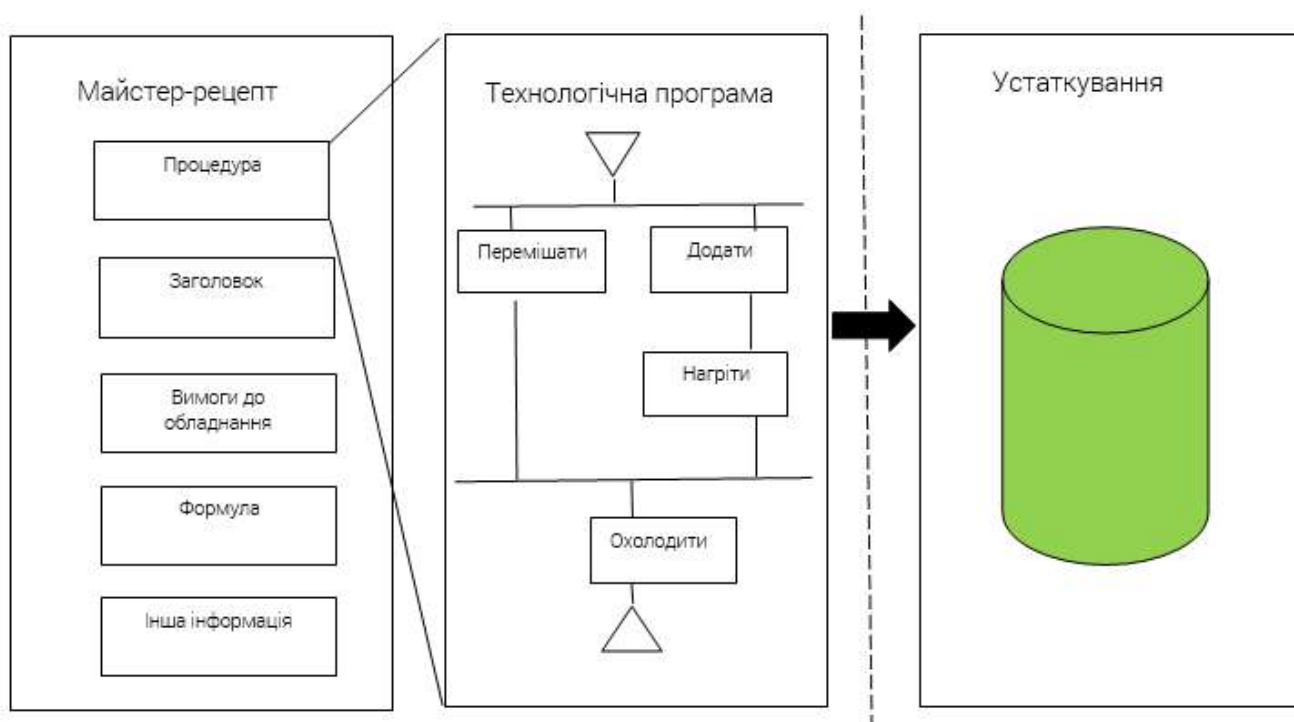 Майстер-рецепт
Процедура
Заголовок
Вимоги до
обладнання
Формула
Інша інформація
Технологічна програма
Перемішати
Додати
Нагріти
Охолодити
Устаткування